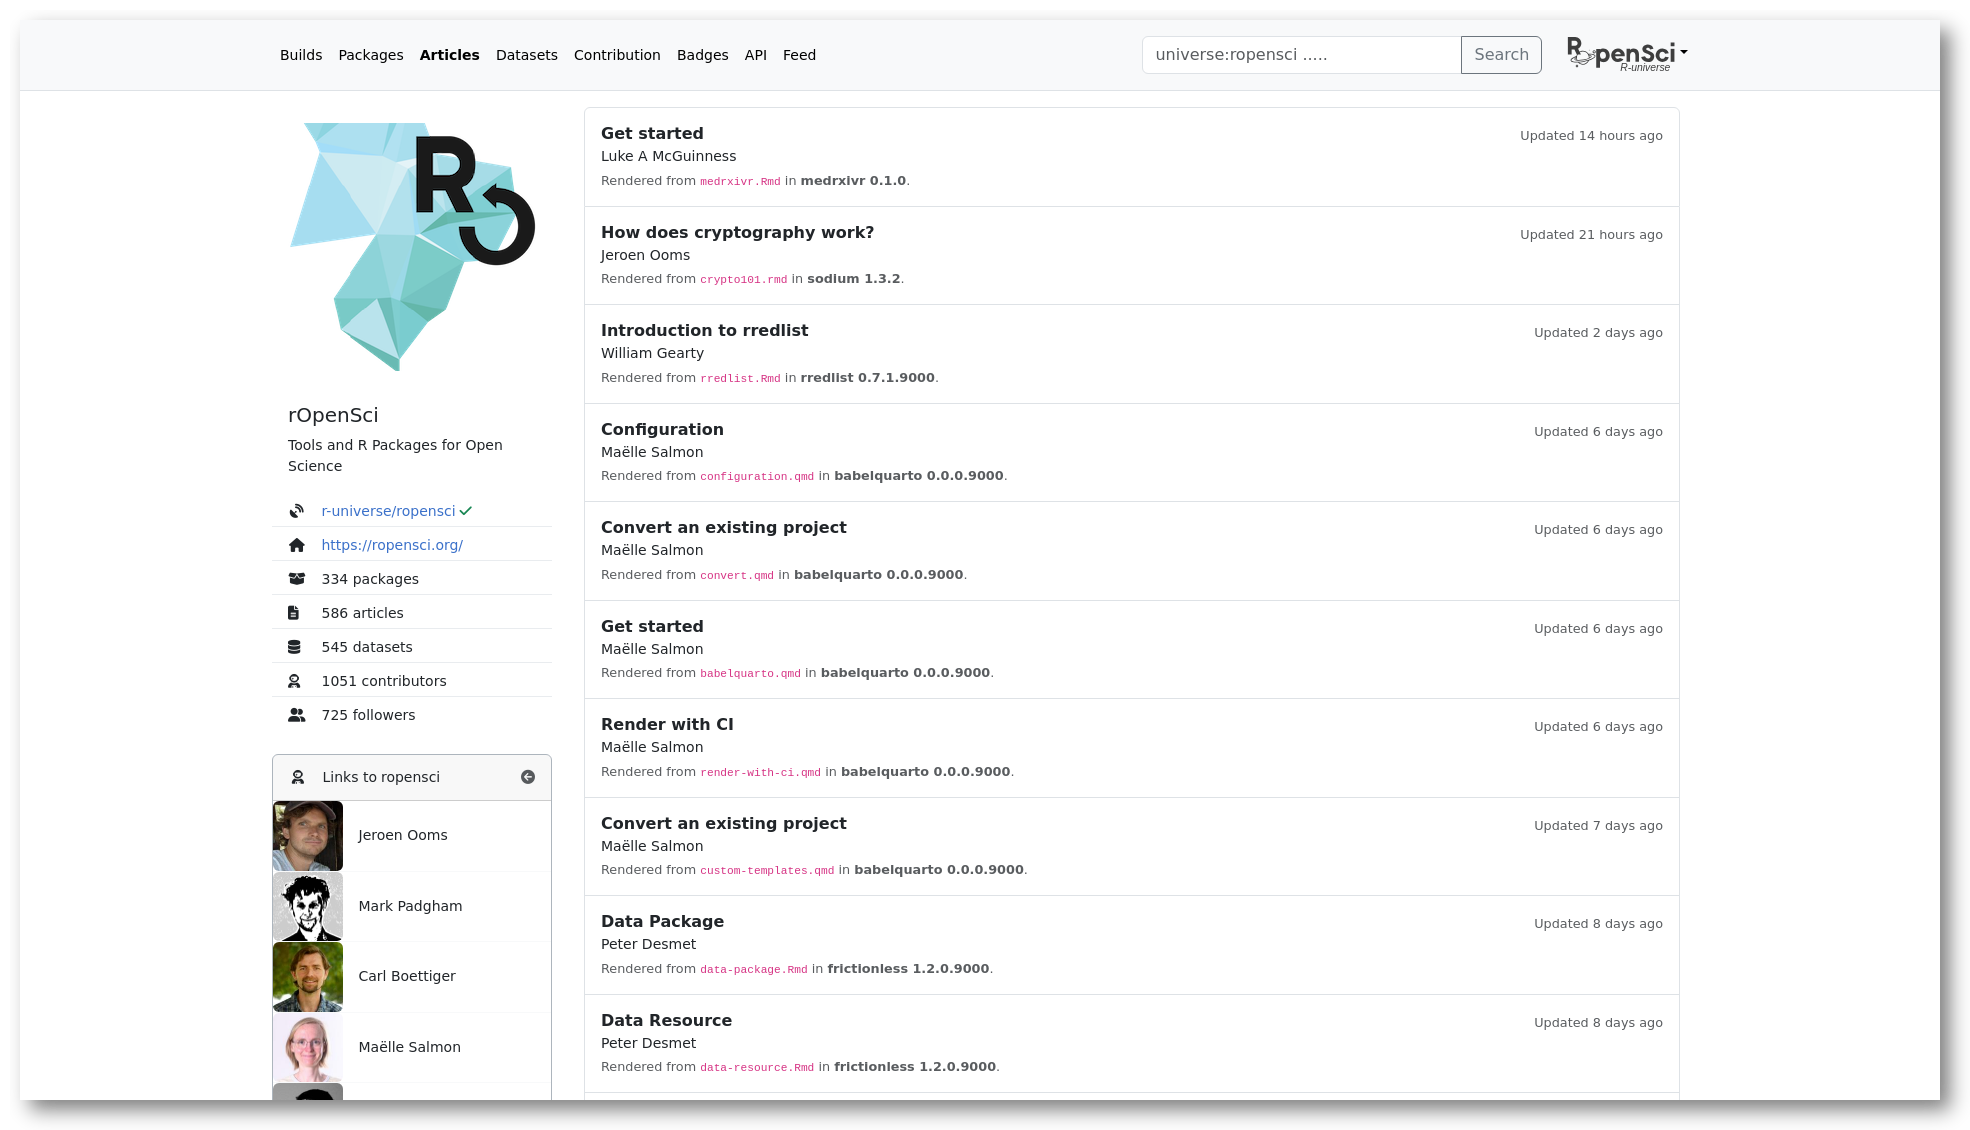 Builds Packages Articles Datasets Contribution Badges API Feed
universe:ropensci ..... Search
ROpenSci
R-universe
R
rOpenSci
Tools and R Packages for Open
Science
r-universe/ropensci
https://ropensci.org/
334 packages
586 articles
545 datasets
1051 contributors
725 followers
Links to ropensci
Jeroen Ooms
Mark Padgham
Carl Boettiger
Maëlle Salmon
Get started Updated 14 hours ago
Luke A McGuinness
Rendered from medrxivr.Rmd in medrxivr 0.1.0.
How does cryptography work? Updated 21 hours ago
Jeroen Ooms
Rendered from crypto101.rmd in sodium 1.3.2.
Introduction to rredlist Updated 2 days ago
William Gearty
Rendered from rredlist.Rmd in rredlist 0.7.1.9000.
Configuration Updated 6 days ago
Maëlle Salmon
Rendered from configuration.qmd in babelquarto 0.0.0.9000.
Convert an existing project Updated 6 days ago
Maëlle Salmon
Rendered from convert.qmd in babelquarto 0.0.0.9000.
Get started Updated 6 days ago
Maëlle Salmon
Rendered from babelquarto.qmd in babelquarto 0.0.0.9000.
Render with CI Updated 6 days ago
Maëlle Salmon
Rendered from render-with-ci.qmd in babelquarto 0.0.0.9000.
Convert an existing project Updated 7 days ago
Maëlle Salmon
Rendered from custom-templates.qmd in babelquarto 0.0.0.9000.
Data Package Updated 8 days ago
Peter Desmet
Rendered from data-package.Rmd in frictionless 1.2.0.9000.
Data Resource Updated 8 days ago
Peter Desmet
Rendered from data-resource.Rmd in frictionless 1.2.0.9000.